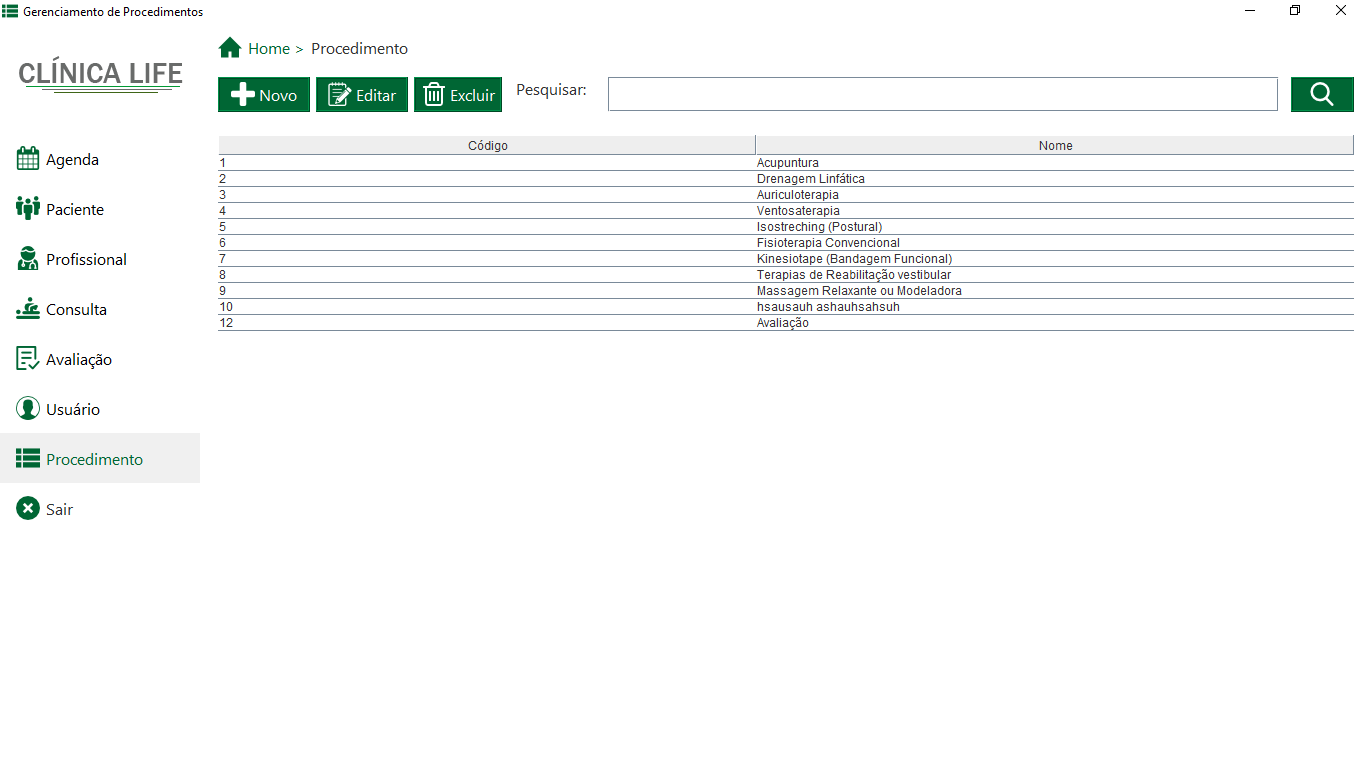 Gerenciamento de Procedimentos
CLÍNICA LIFE
Agenda
Paciente
Profissional
Consulta
Avaliação
Usuário
Procedimento
Sair
Home > Procedimento
Novo Editar Excluir Pesquisar:
Código Nome
1 Acupuntura
2 Drenagem Linfática
3 Auriculoterapia
4 Ventosaterapia
5 Isostreching (Postural)
6 Fisioterapia Convencional
7 Kinesiotape (Bandagem Funcional)
8 Terapias de Reabilitação vestibular
9 Massagem Relaxante ou Modeladora
10 hsausauh ashauhsahsuh
12 Avaliação